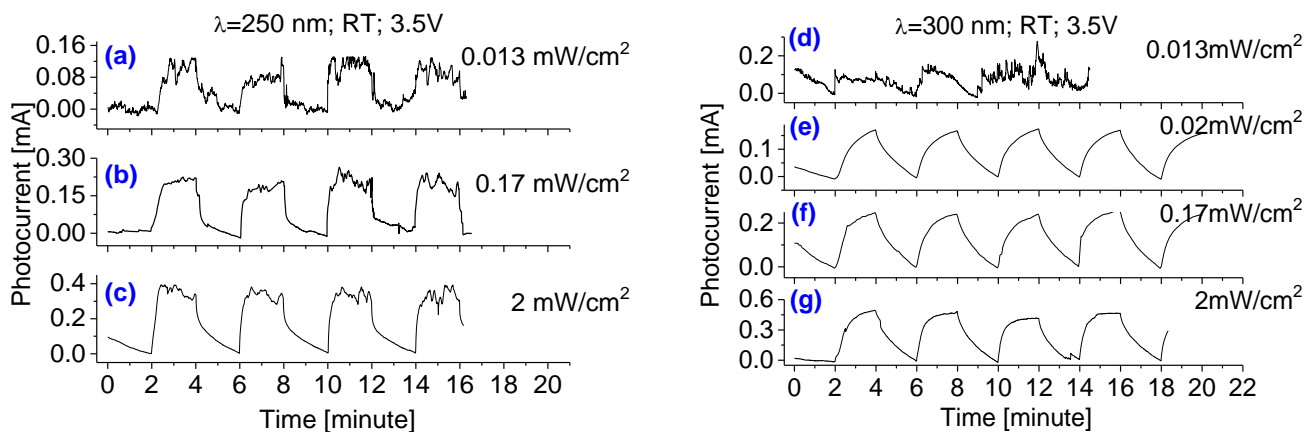 λ=250 nm; RT; 3.5V
(a)
0.013 mW/cm²
0.16
0.08
0.00
(b)
0.17 mW/cm²
0.30
0.15
0.00
(c)
2 mW/cm²
0.4
0.2
0.0
Photocurrent [mA]
0 2 4 6 8 10 12 14 16 18 20
Time [minute]
λ=300 nm; RT; 3.5V
(d)
0.013mW/cm²
0.2
0.0
(e)
0.02mW/cm²
0.1
0.0
(f)
0.17mW/cm²
0.2
0.0
(g)
2mW/cm²
0.6
0.3
0.0
Photocurrent [mA]
0 2 4 6 8 10 12 14 16 18 20 22
Time [minute]